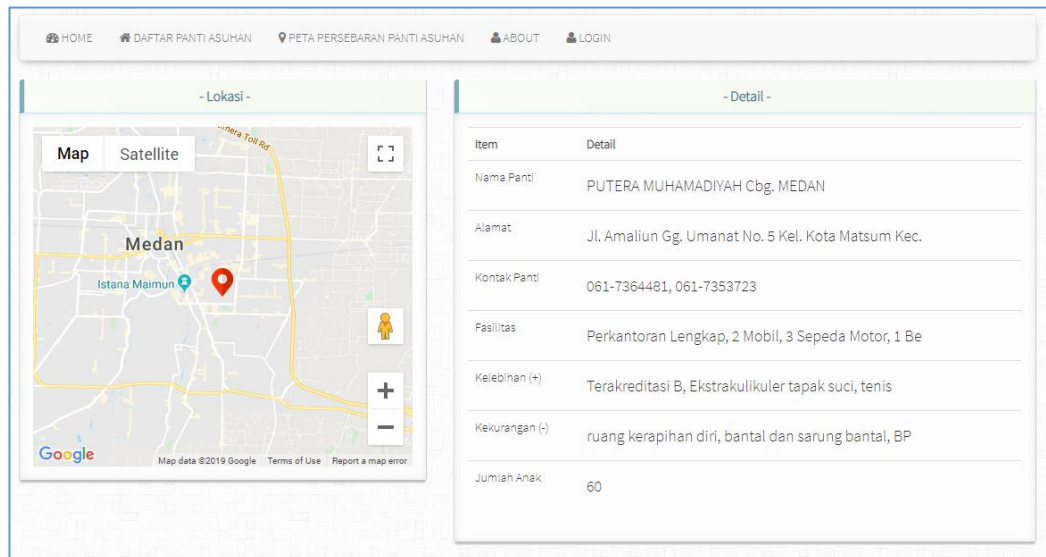 HOME DAFTAR PANTI ASUHAN PETA PERSEBARAN PANTI ASUHAN ABOUT LOGIN
- Lokasi -
Map Satellite
Toll Rd
Medan
Istana Maimun
Google
Map data ©2019 Google Terms of Use Report a map error
- Detail -
Item Detail
Nama Panti PUTERA MUHAMADIYAH Cbg. MEDAN
Alamat Jl. Amaliun Gg. Umanat No. 5 Kel. Kota Matsum Kec.
Kontak Panti 061-7364481, 061-7353723
Fasilitas Perkantoran Lengkap, 2 Mobil, 3 Sepeda Motor, 1 Be
Kelebihan (+) Terakreditasi B, Ekstrakulikuler tapak suci, tenis
Kekurangan (-) ruang kerapihan diri, bantal dan sarung bantal, BP
Jumlah Anak 60